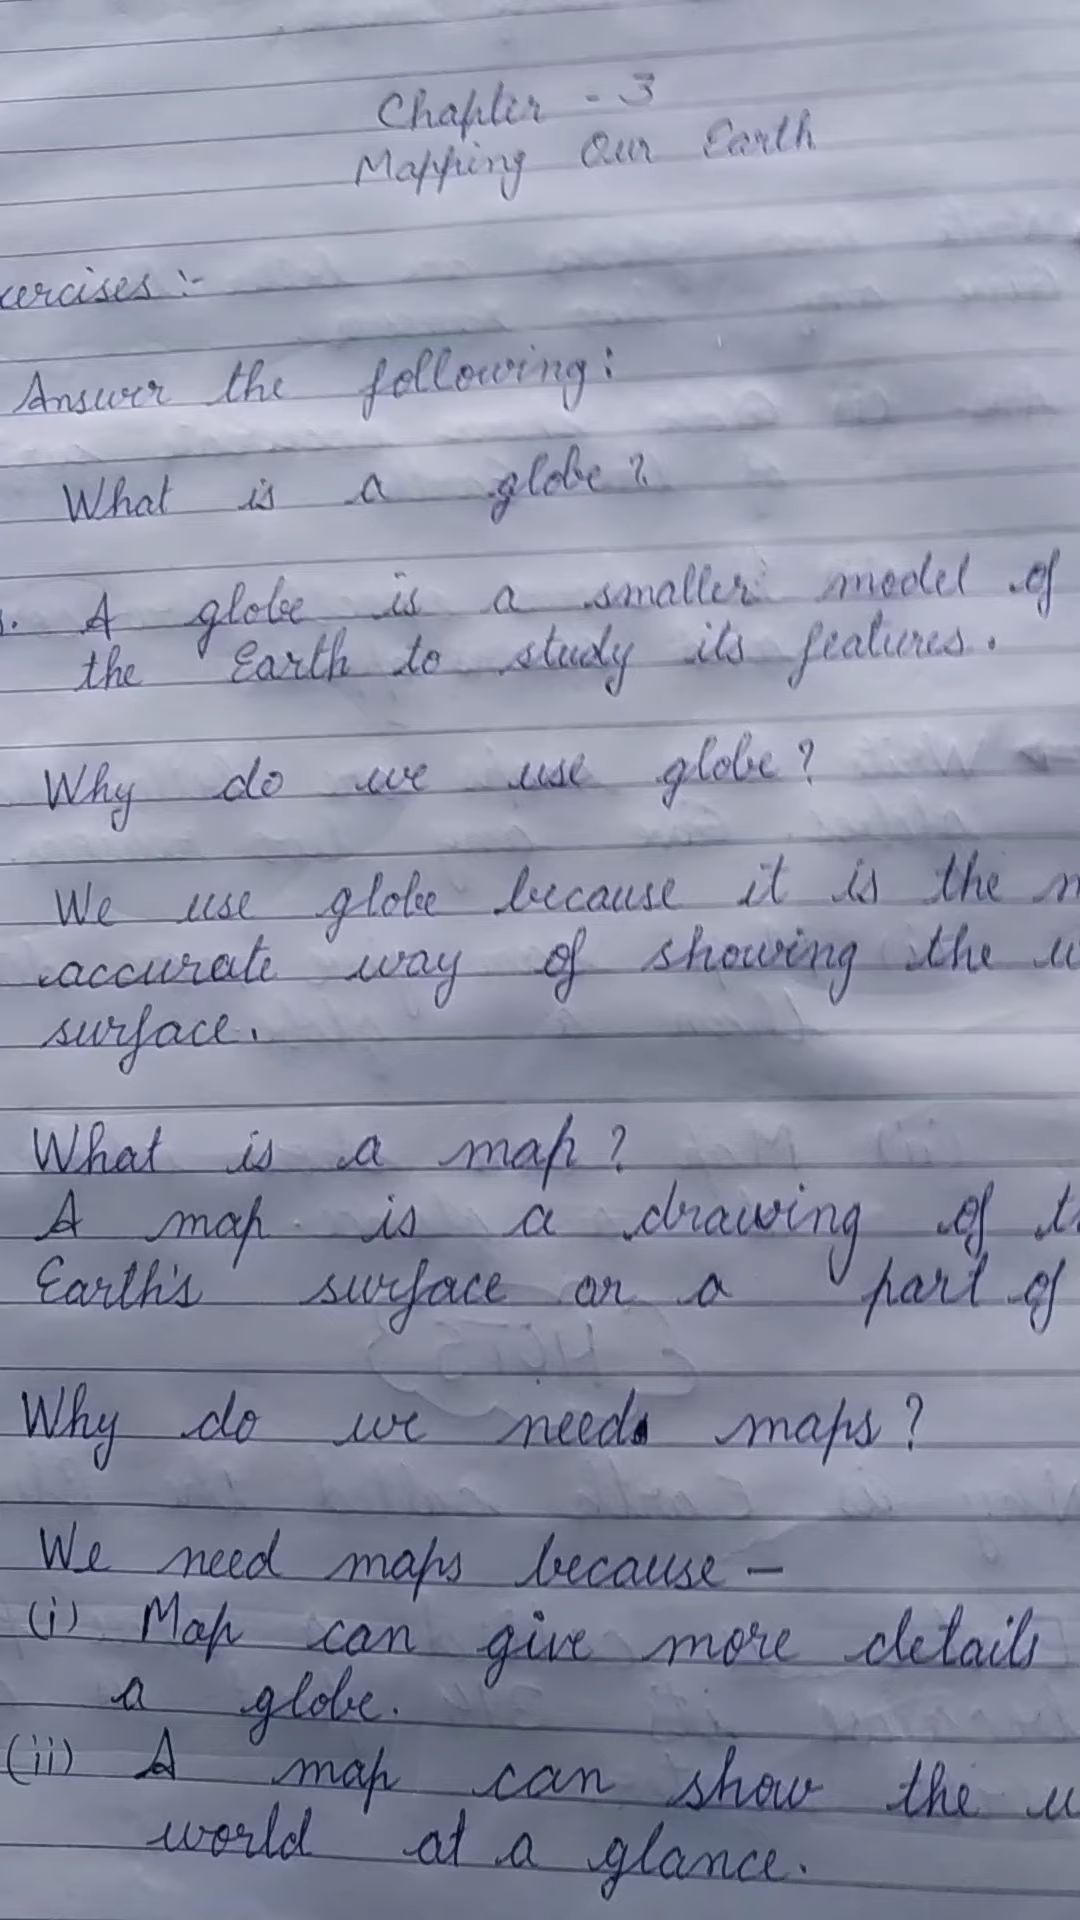 Chapter - 3
Mapping Our Earth
xercises :-
Answer the following:
What is a globe?
s. A globe is a smaller model of
the Earth to study its features.
Why do we use globe?
We use globe because it is the
accurate way of showing the
surface.
What is a map?
A map is a drawing of
Earth's surface or a part of
Why do we need maps?
We need maps because -
(i) Map can give more details
a globe.
(ii) A map can show the
world at a glance.